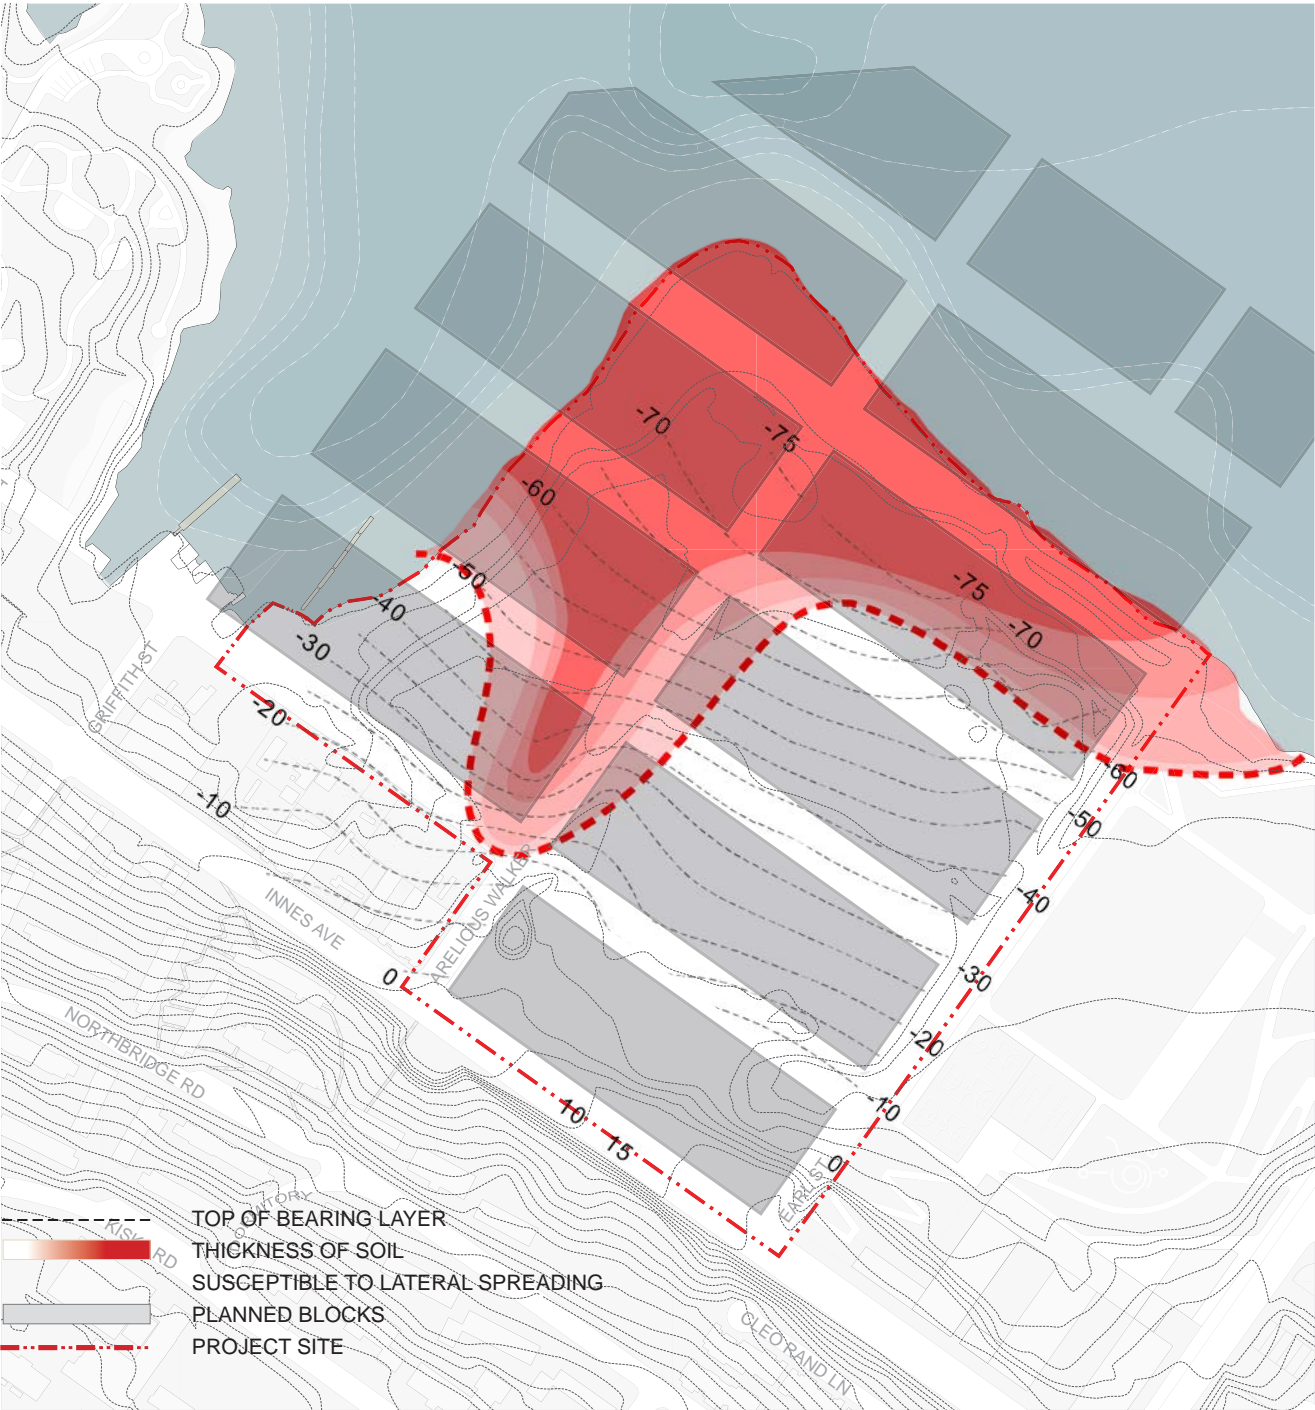 -70
-75
-60
-75
-50
-40
-70
-30
GRIFFITH ST
-20
-60
-10
-50
ARELIOUS WALKER
-40
INNES AVE
0
-30
NORTHBRIDGE RD
-20
-10
10
15
0
EARL ST
TOP OF BEARING LAYER
KISKA RD
THICKNESS OF SOIL
SUSCEPTIBLE TO LATERAL SPREADING
PLANNED BLOCKS
PROJECT SITE
CLEO RAND LN